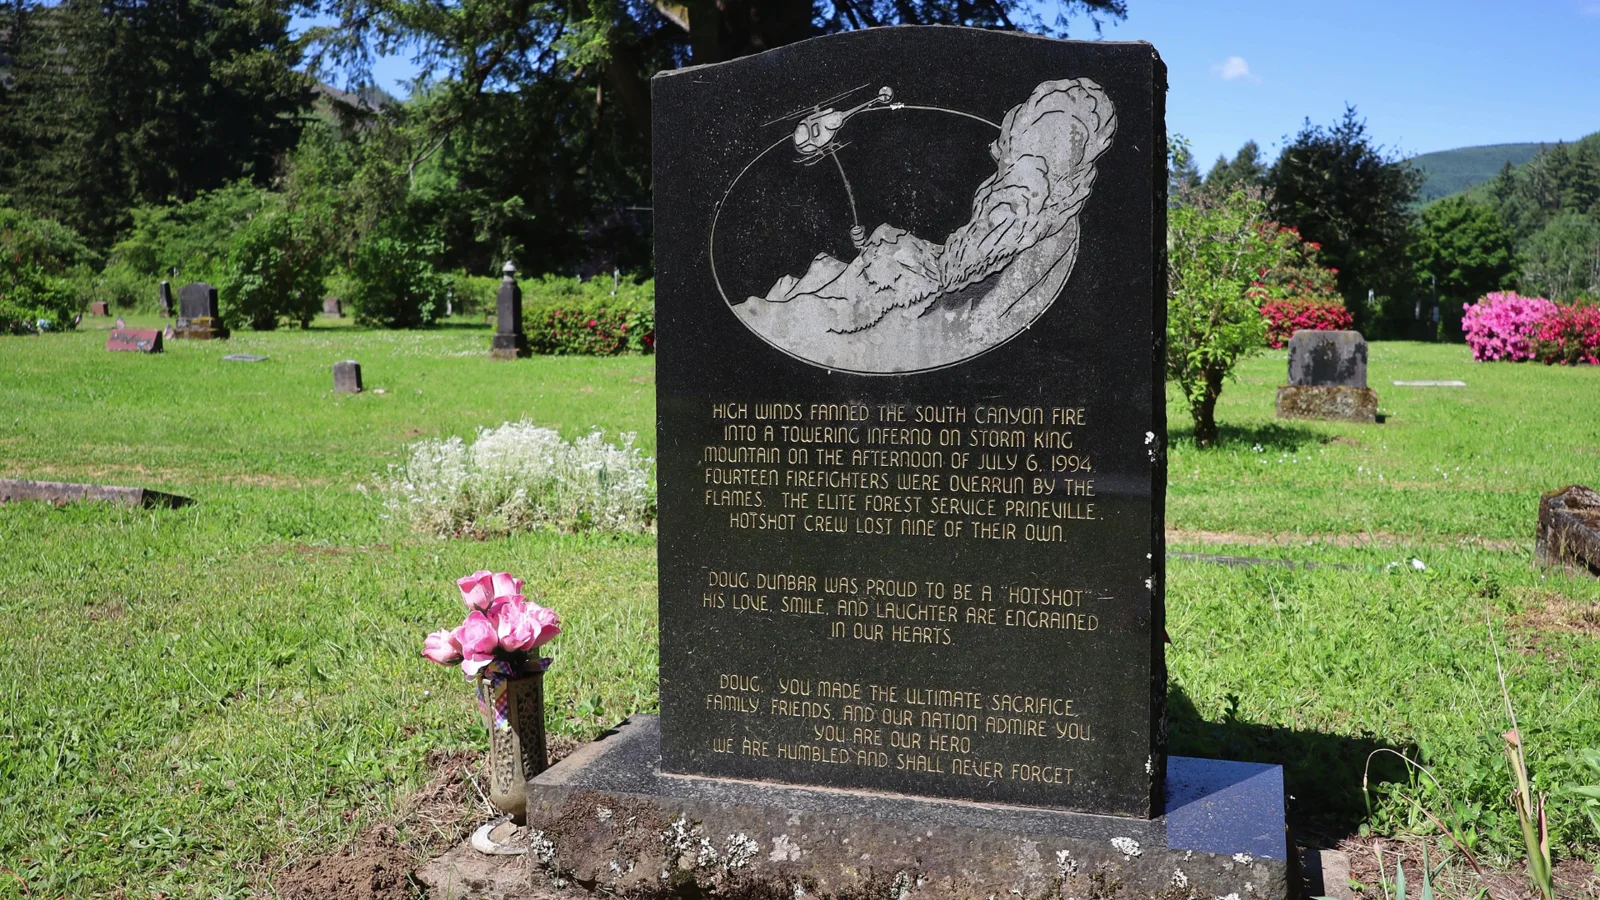 HIGH WINDS FANNED THE SOUTH CANYON FIRE
INTO A TOWERING INFERNO ON STORM KING
MOUNTAIN ON THE AFTERNOON OF JULY 6, 1994.
FOURTEEN FIREFIGHTERS WERE OVERRUN BY THE
FLAMES. THE ELITE FOREST SERVICE PRINEVILLE
HOTSHOT CREW LOST NINE OF THEIR OWN.
DOUG DUNBAR WAS PROUD TO BE A "HOTSHOT" —
HIS LOVE, SMILE, AND LAUGHTER ARE ENGRAINED
IN OUR HEARTS.
DOUG, YOU MADE THE ULTIMATE SACRIFICE.
FAMILY, FRIENDS, AND OUR NATION ADMIRE YOU.
YOU ARE OUR HERO.
WE ARE HUMBLED AND SHALL NEVER FORGET.